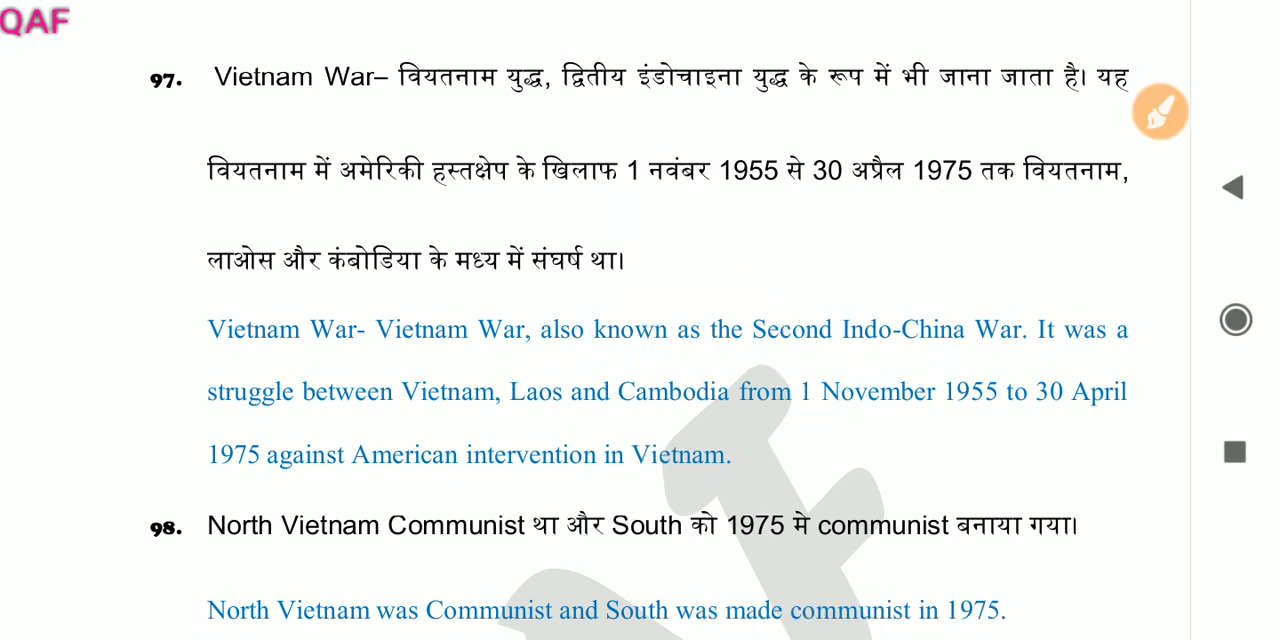 QAF
97. Vietnam War– वियतनाम युद्ध, द्वितीय इंडोचाइना युद्ध के रूप में भी जाना जाता है। यह
वियतनाम में अमेरिकी हस्तक्षेप के खिलाफ 1 नवंबर 1955 से 30 अप्रैल 1975 तक वियतनाम,
लाओस और कंबोडिया के मध्य में संघर्ष था।
Vietnam War- Vietnam War, also known as the Second Indo-China War. It was a
struggle between Vietnam, Laos and Cambodia from 1 November 1955 to 30 April
1975 against American intervention in Vietnam.
98. North Vietnam Communist था और South को 1975 मे communist बनाया गया।
North Vietnam was Communist and South was made communist in 1975.